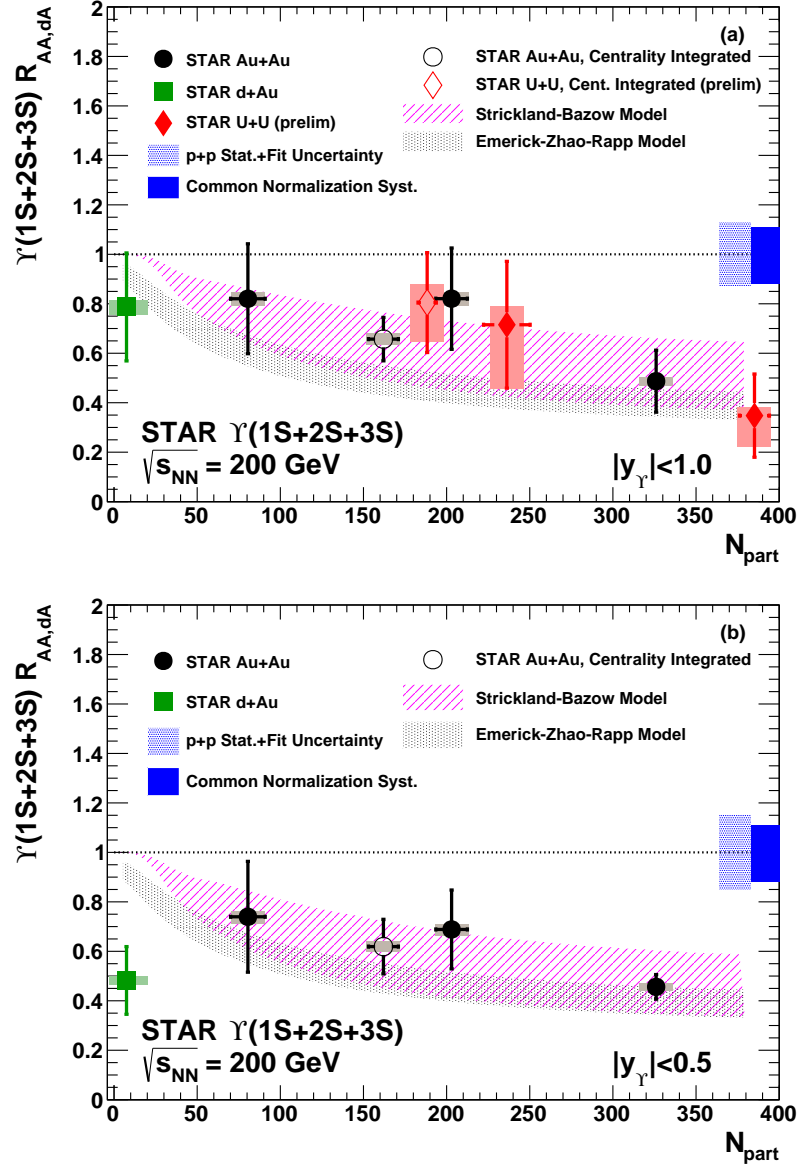 (a)
ϒ(1S+2S+3S) R_AA,dA
2
1.8
1.6
1.4
1.2
1
0.8
0.6
0.4
0.2
0
STAR Au+Au
STAR d+Au
STAR U+U (prelim)
p+p Stat.+Fit Uncertainty
Common Normalization Syst.
STAR Au+Au, Centrality Integrated
STAR U+U, Cent. Integrated (prelim)
Strickland-Bazow Model
Emerick-Zhao-Rapp Model
STAR ϒ(1S+2S+3S)
√s_NN = 200 GeV
|y_ϒ|<1.0
0 50 100 150 200 250 300 350 400
N_part
(b)
ϒ(1S+2S+3S) R_AA,dA
2
1.8
1.6
1.4
1.2
1
0.8
0.6
0.4
0.2
0
STAR Au+Au
STAR d+Au
p+p Stat.+Fit Uncertainty
Common Normalization Syst.
STAR Au+Au, Centrality Integrated
Strickland-Bazow Model
Emerick-Zhao-Rapp Model
STAR ϒ(1S+2S+3S)
√s_NN = 200 GeV
|y_ϒ|<0.5
0 50 100 150 200 250 300 350 400
N_part